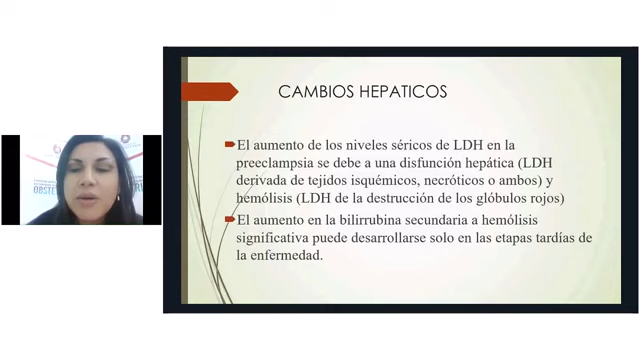 CAMBIOS HEPATICOS
El aumento de los niveles séricos de LDH en la
preeclampsia se debe a una disfunción hepática (LDH
derivada de tejidos isquémicos, necróticos o ambos) y
hemólisis (LDH de la destrucción de los glóbulos rojos)
El aumento en la bilirrubina secundaria a hemólisis
significativa puede desarrollarse solo en las etapas tardías de
la enfermedad.